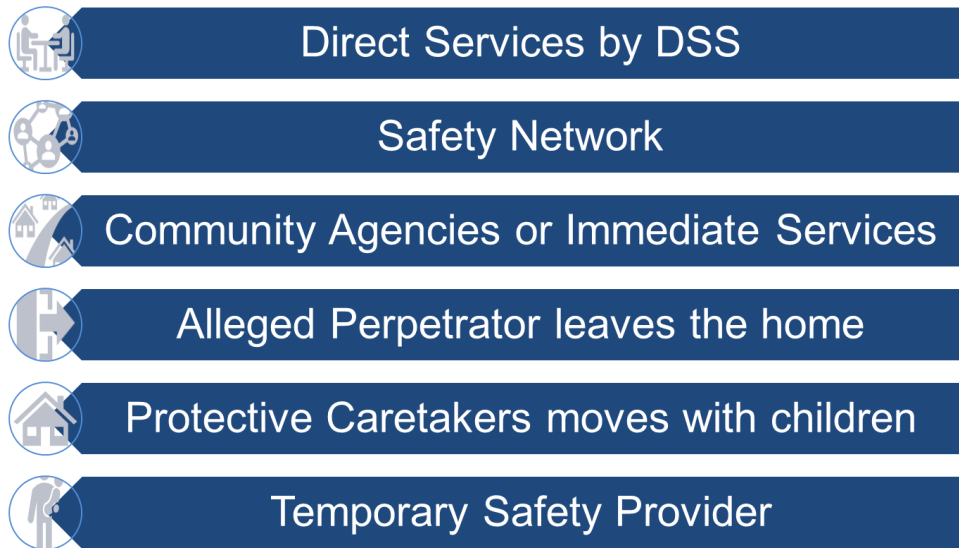 Direct Services by DSS
Safety Network
Community Agencies or Immediate Services
Alleged Perpetrator leaves the home
Protective Caretakers moves with children
Temporary Safety Provider